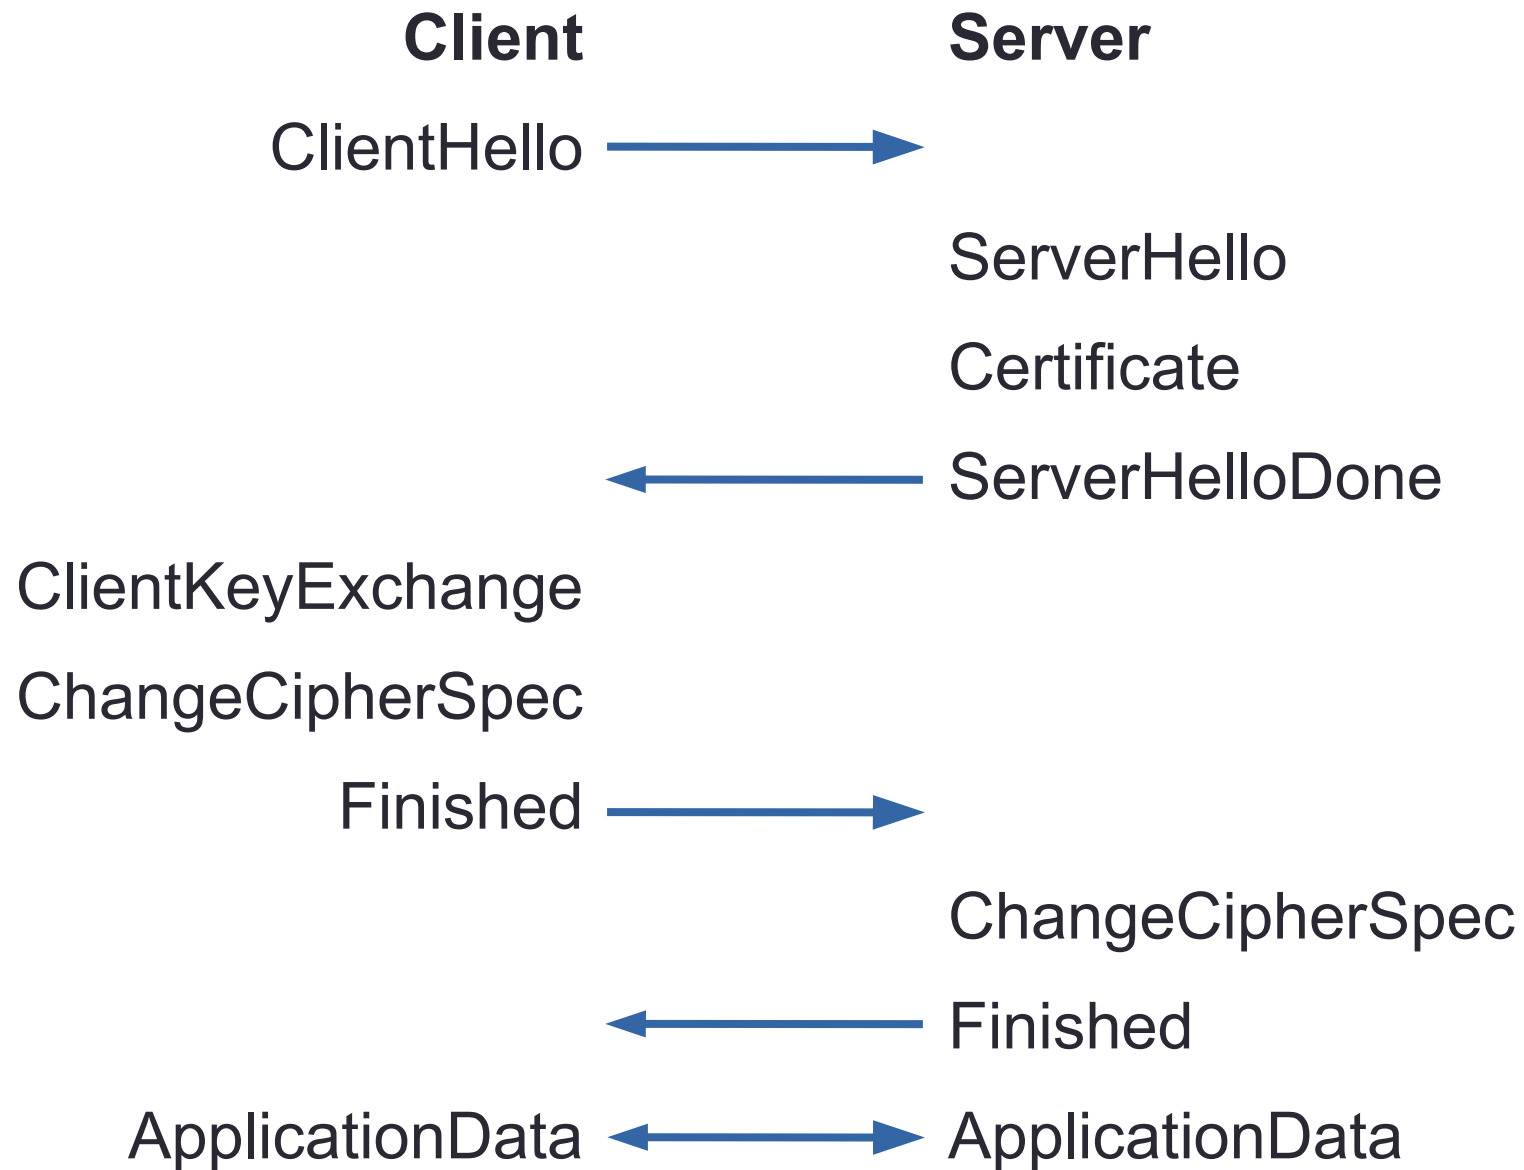 Client Server
ClientHello
ServerHello
Certificate
ServerHelloDone
ClientKeyExchange
ChangeCipherSpec
Finished
ChangeCipherSpec
Finished
ApplicationData ApplicationData